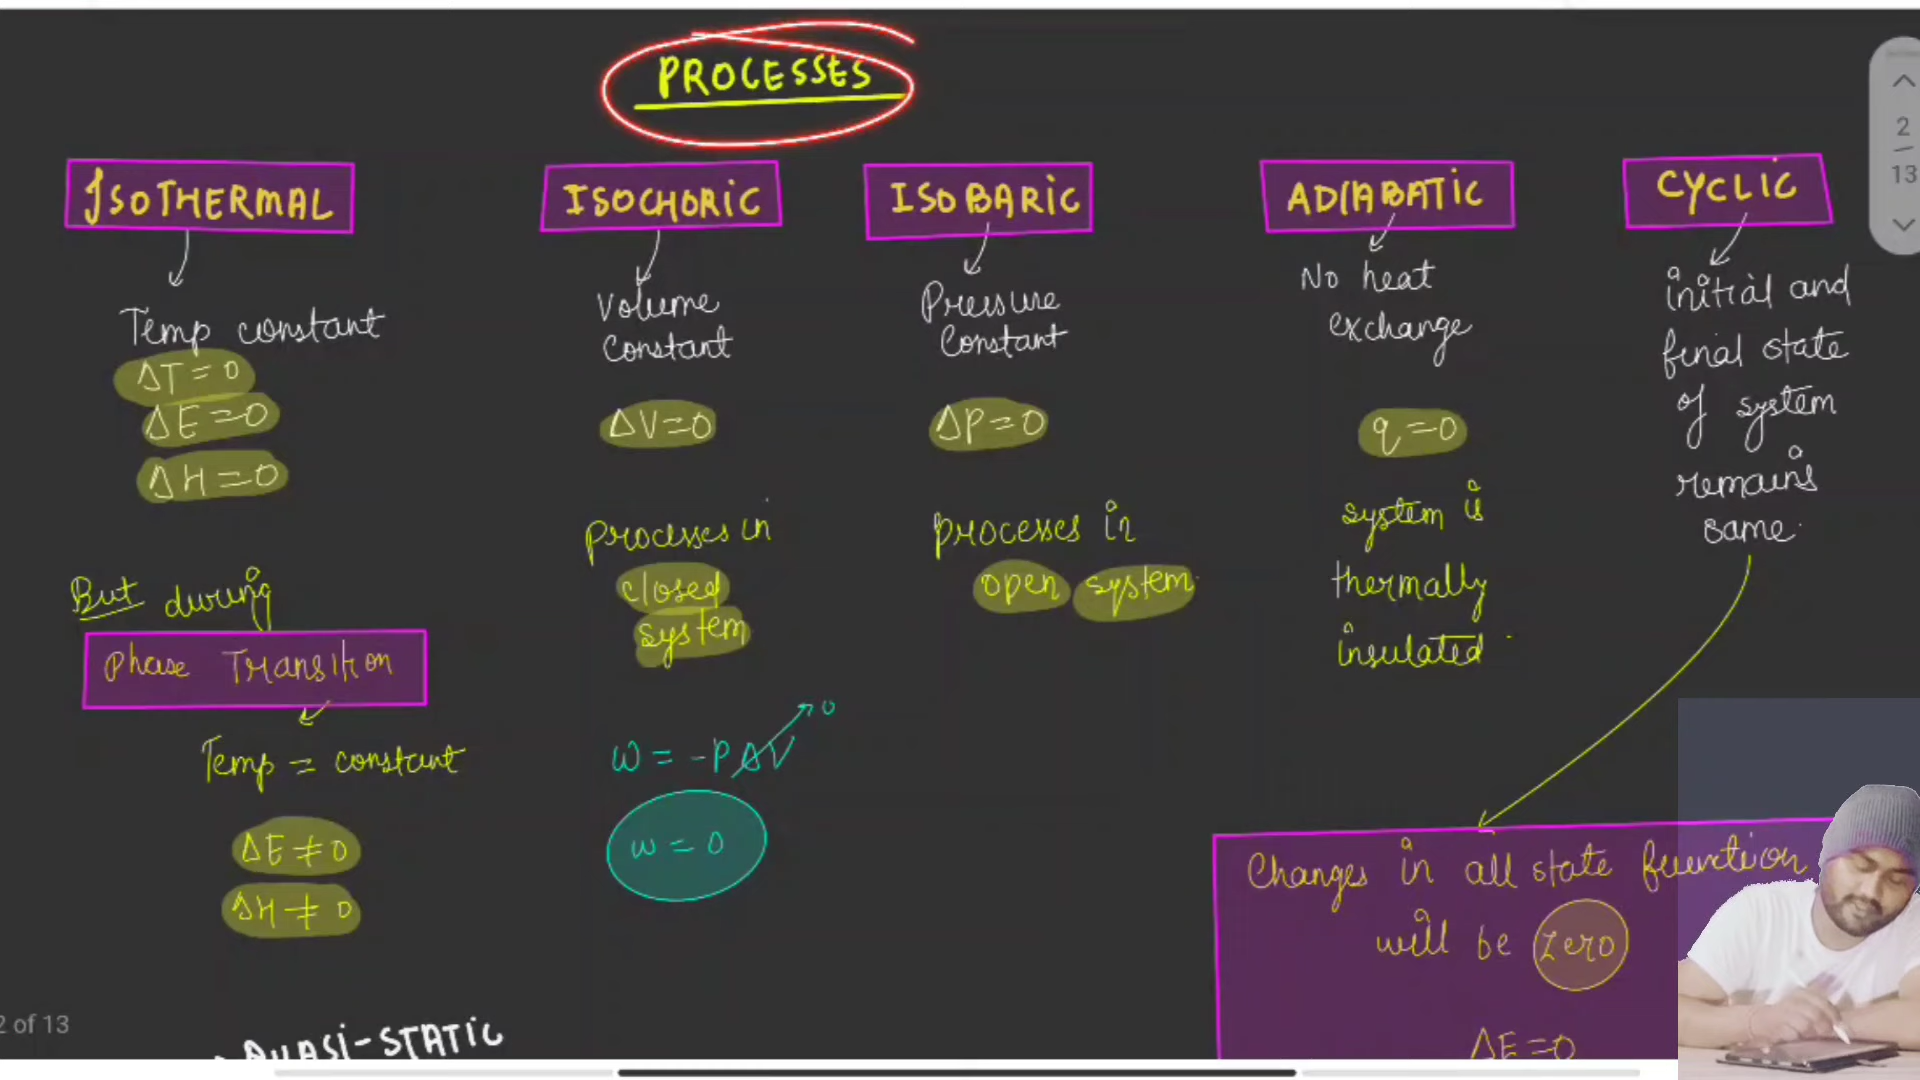 PROCESSES
ISOTHERMAL
Temp constant
ΔT=0
ΔE=0
ΔH=0
But during
Phase Transition
Temp = constant
ΔE≠0
ΔH≠0
ISOCHORIC
Volume
Constant
ΔV=0
Processes in
closed
system
W = -PΔV → 0
w = 0
ISOBARIC
Pressure
Constant
ΔP=0
Processes in
open system
ADIABATIC
No heat
exchange
q=0
system is
thermally
insulated
CYCLIC
initial and
final state
of system
remains
same.
Changes in all state function
will be zero
ΔE=0
QUASI-STATIC
2 of 13
2
13